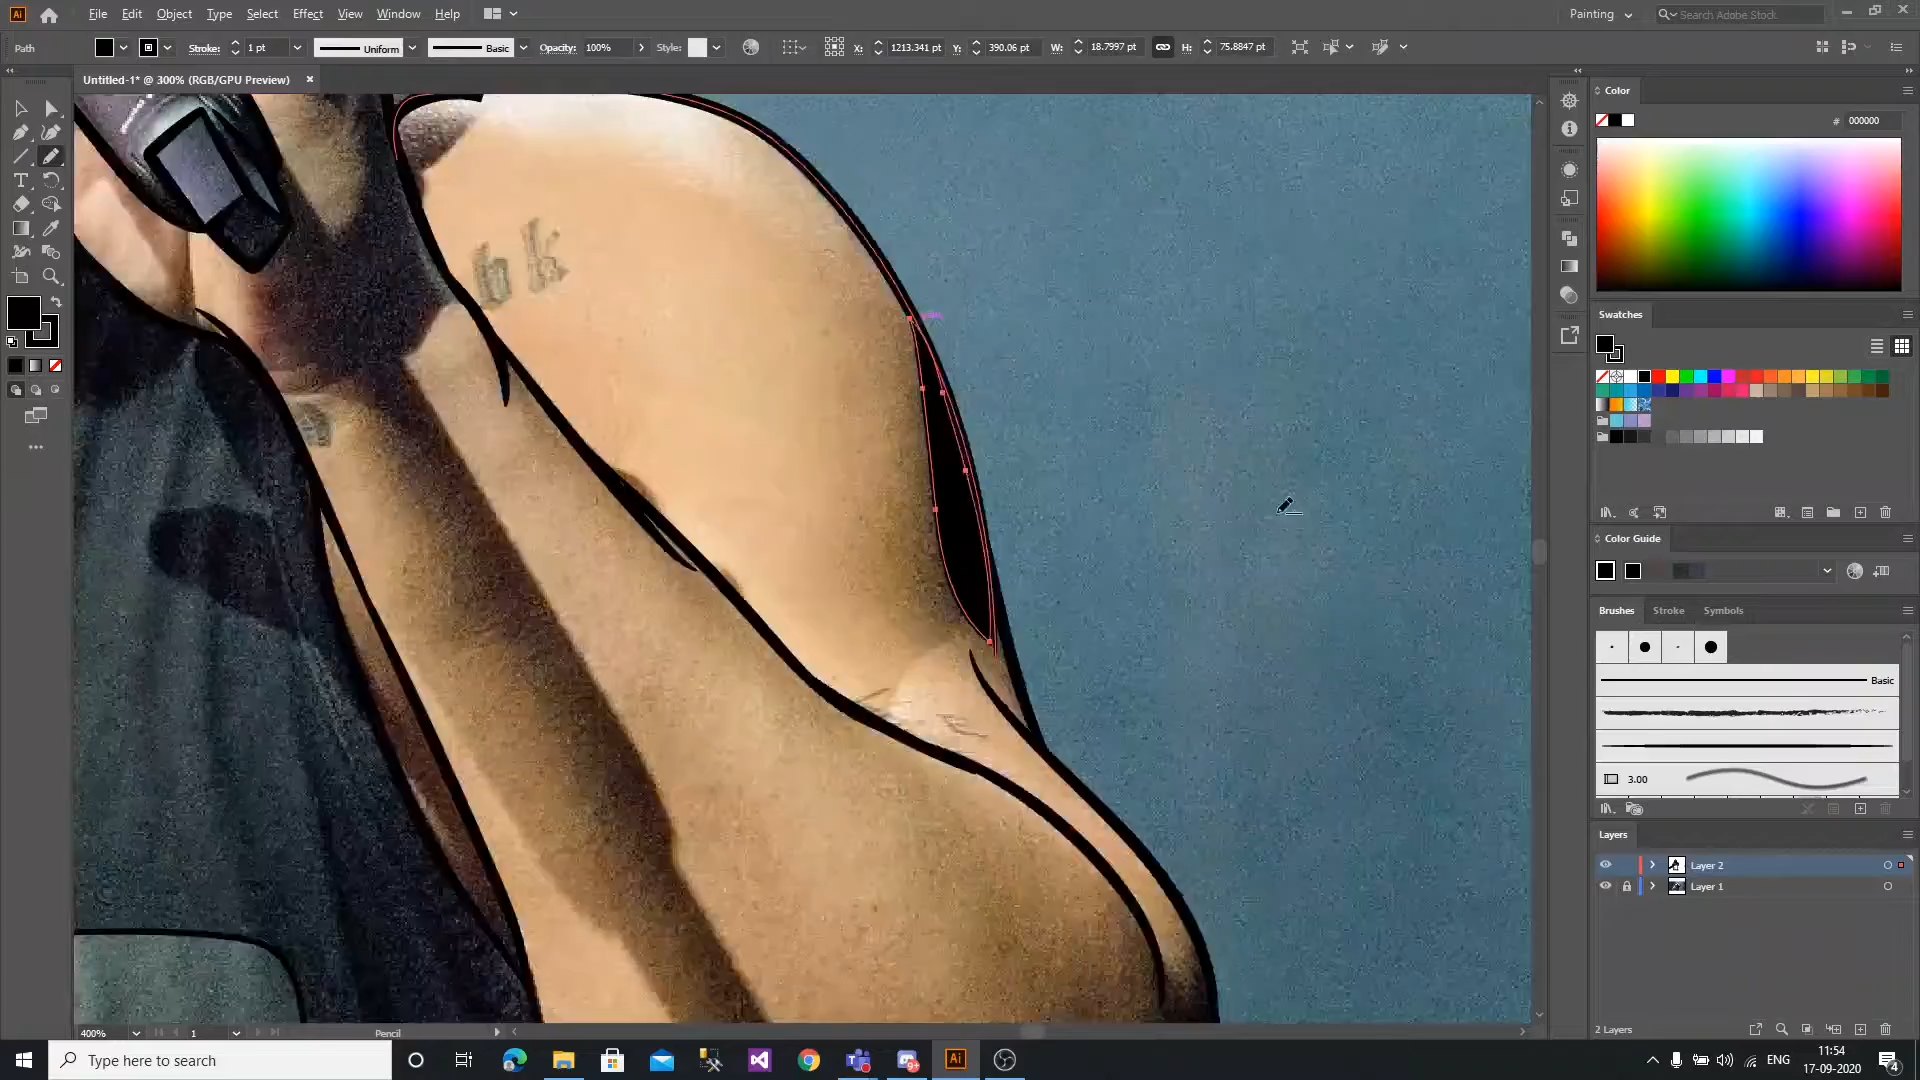 Ai File Edit Object Type Select Effect View Window Help Painting Search Adobe Stock
Path Stroke: 1 pt Uniform Basic Opacity: 100% Style: X: 1213.341 pt Y: 390.06 pt W: 18.7997 pt H: 75.8847 pt
Untitled-1* @ 300% (RGB/GPU Preview)
Color
# 000000
Swatches
Color Guide
Brushes Stroke Symbols
Basic
3.00
Layers
Layer 2
Layer 1
2 Layers
400% 1 Pencil
Type here to search
Ai
9+
ENG
11:54
17-09-2020
4